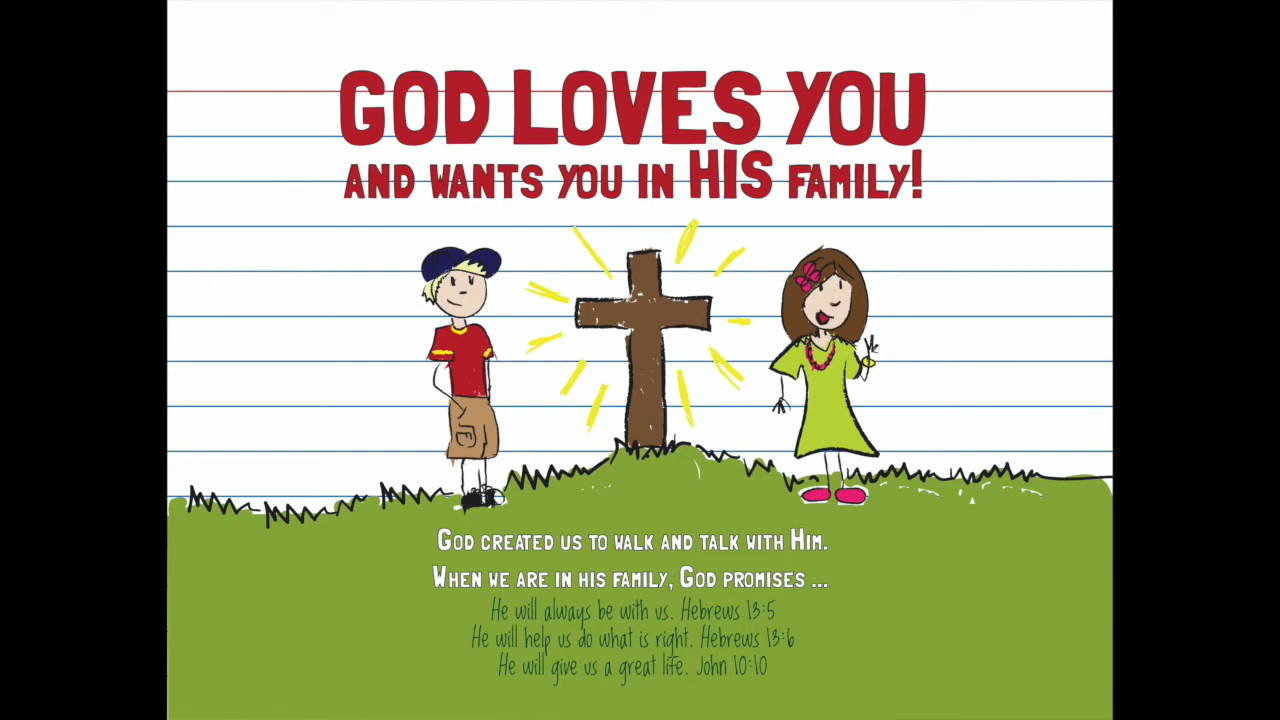 GOD LOVES YOU
AND WANTS YOU IN HIS FAMILY!
GOD CREATED US TO WALK AND TALK WITH HIM.
WHEN WE ARE IN HIS FAMILY, GOD PROMISES ...
He will always be with us. Hebrews 13:5
He will help us do what is right. Hebrews 13:6
He will give us a great life. John 10:10